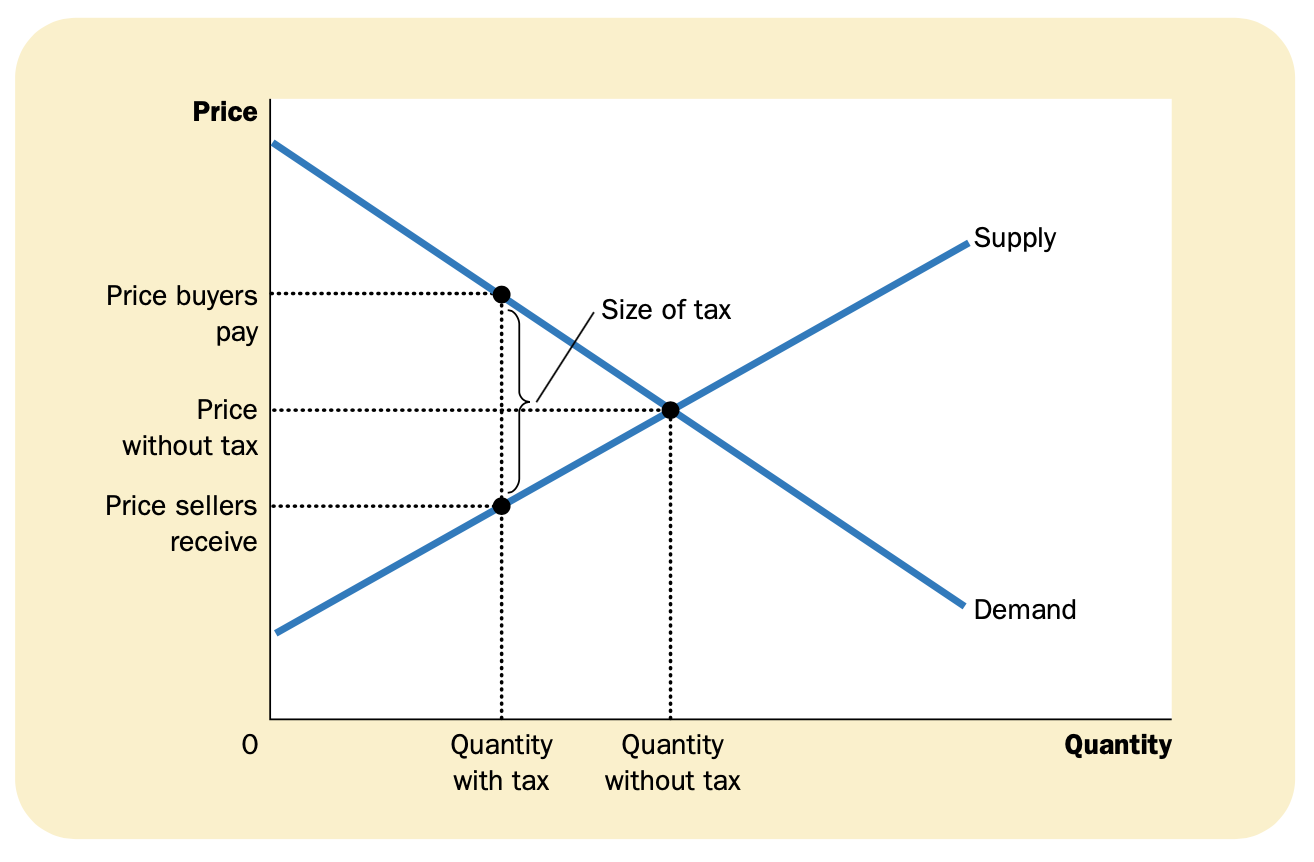 Price
Supply
Price buyers
pay
Size of tax
Price
without tax
Price sellers
receive
Demand
0
Quantity
with tax
Quantity
without tax
Quantity